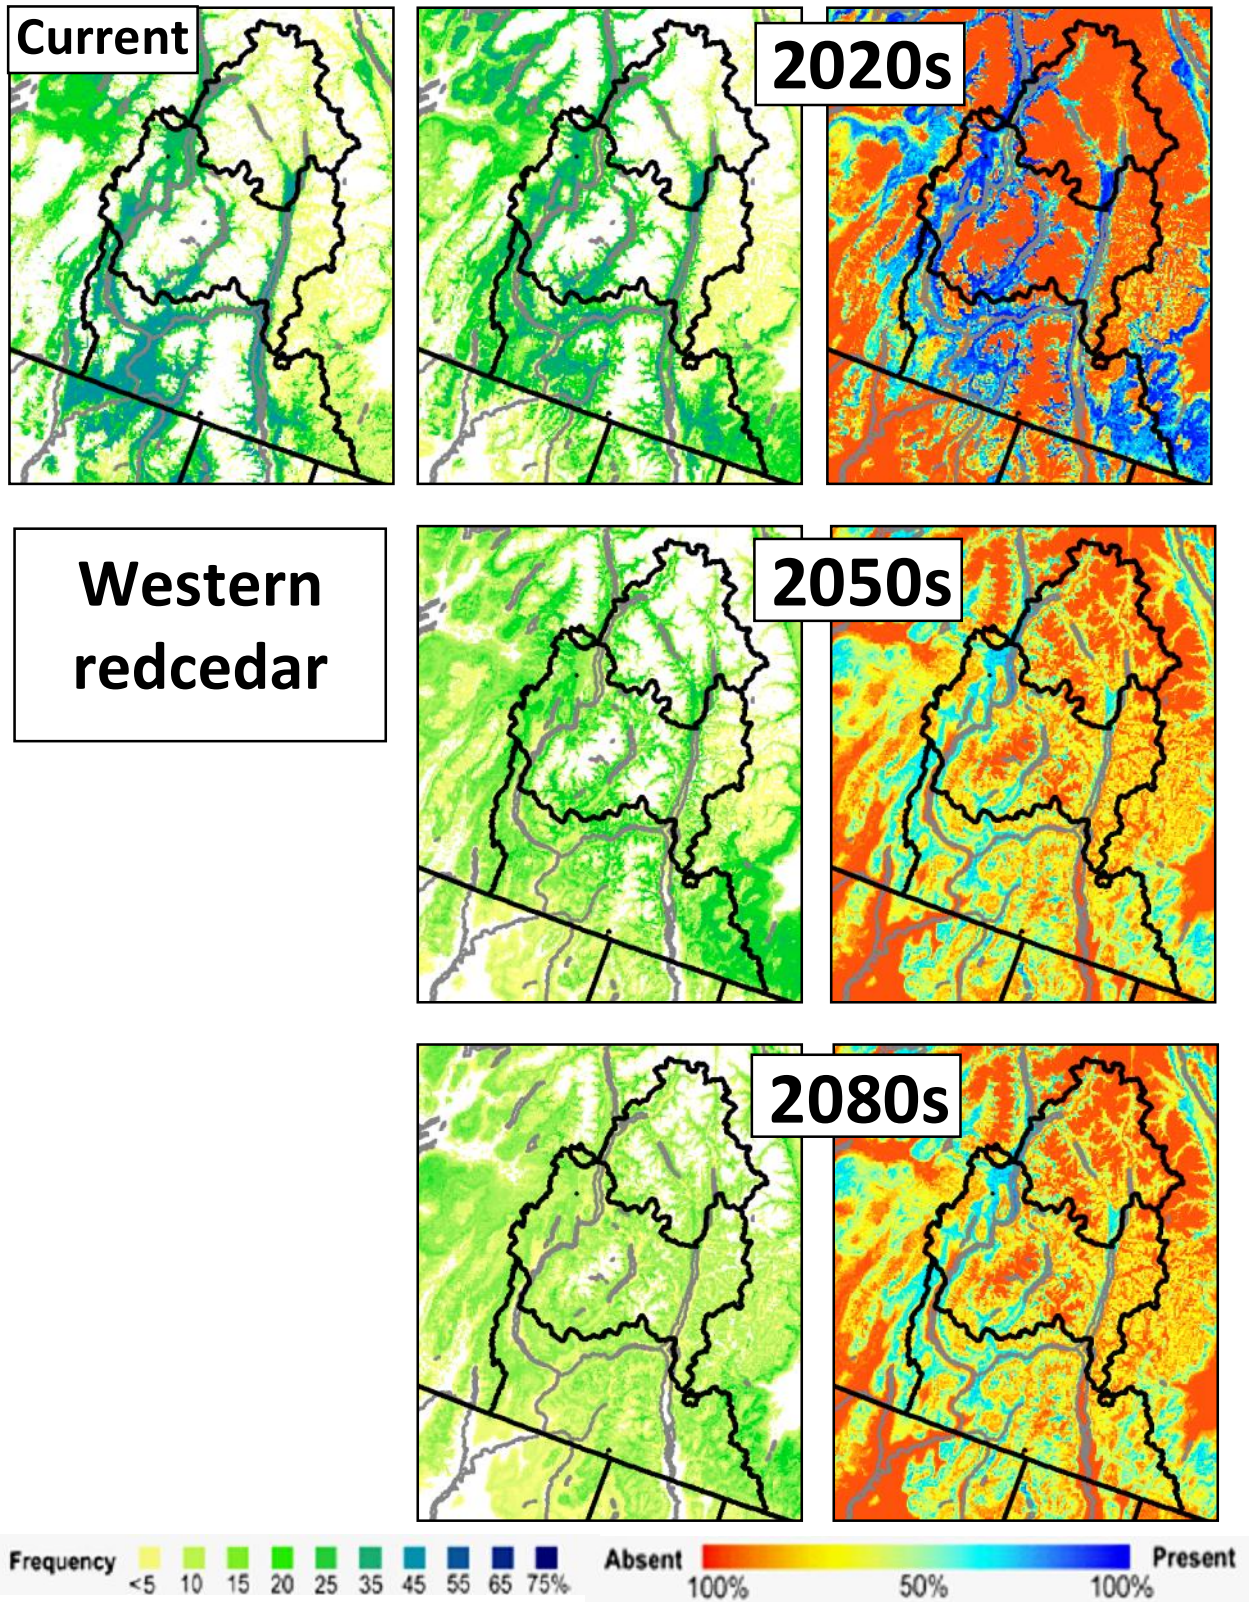 Current
2020s
Western
redcedar
2050s
2080s
Frequency
<5 10 15 20 25 35 45 55 65 75%
Absent Present
100% 50% 100%